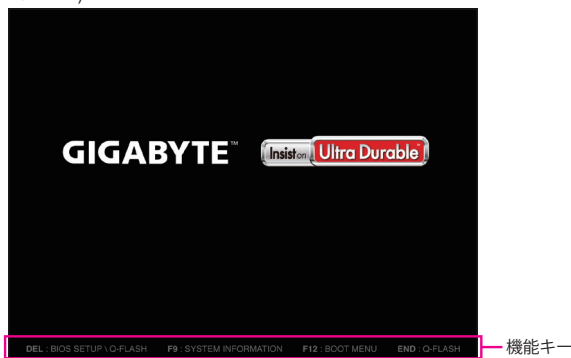 GIGABYTE™ Insist on Ultra Durable™
DEL : BIOS SETUP \ Q-FLASH F9 : SYSTEM INFORMATION F12 : BOOT MENU END : Q-FLASH
機能キー